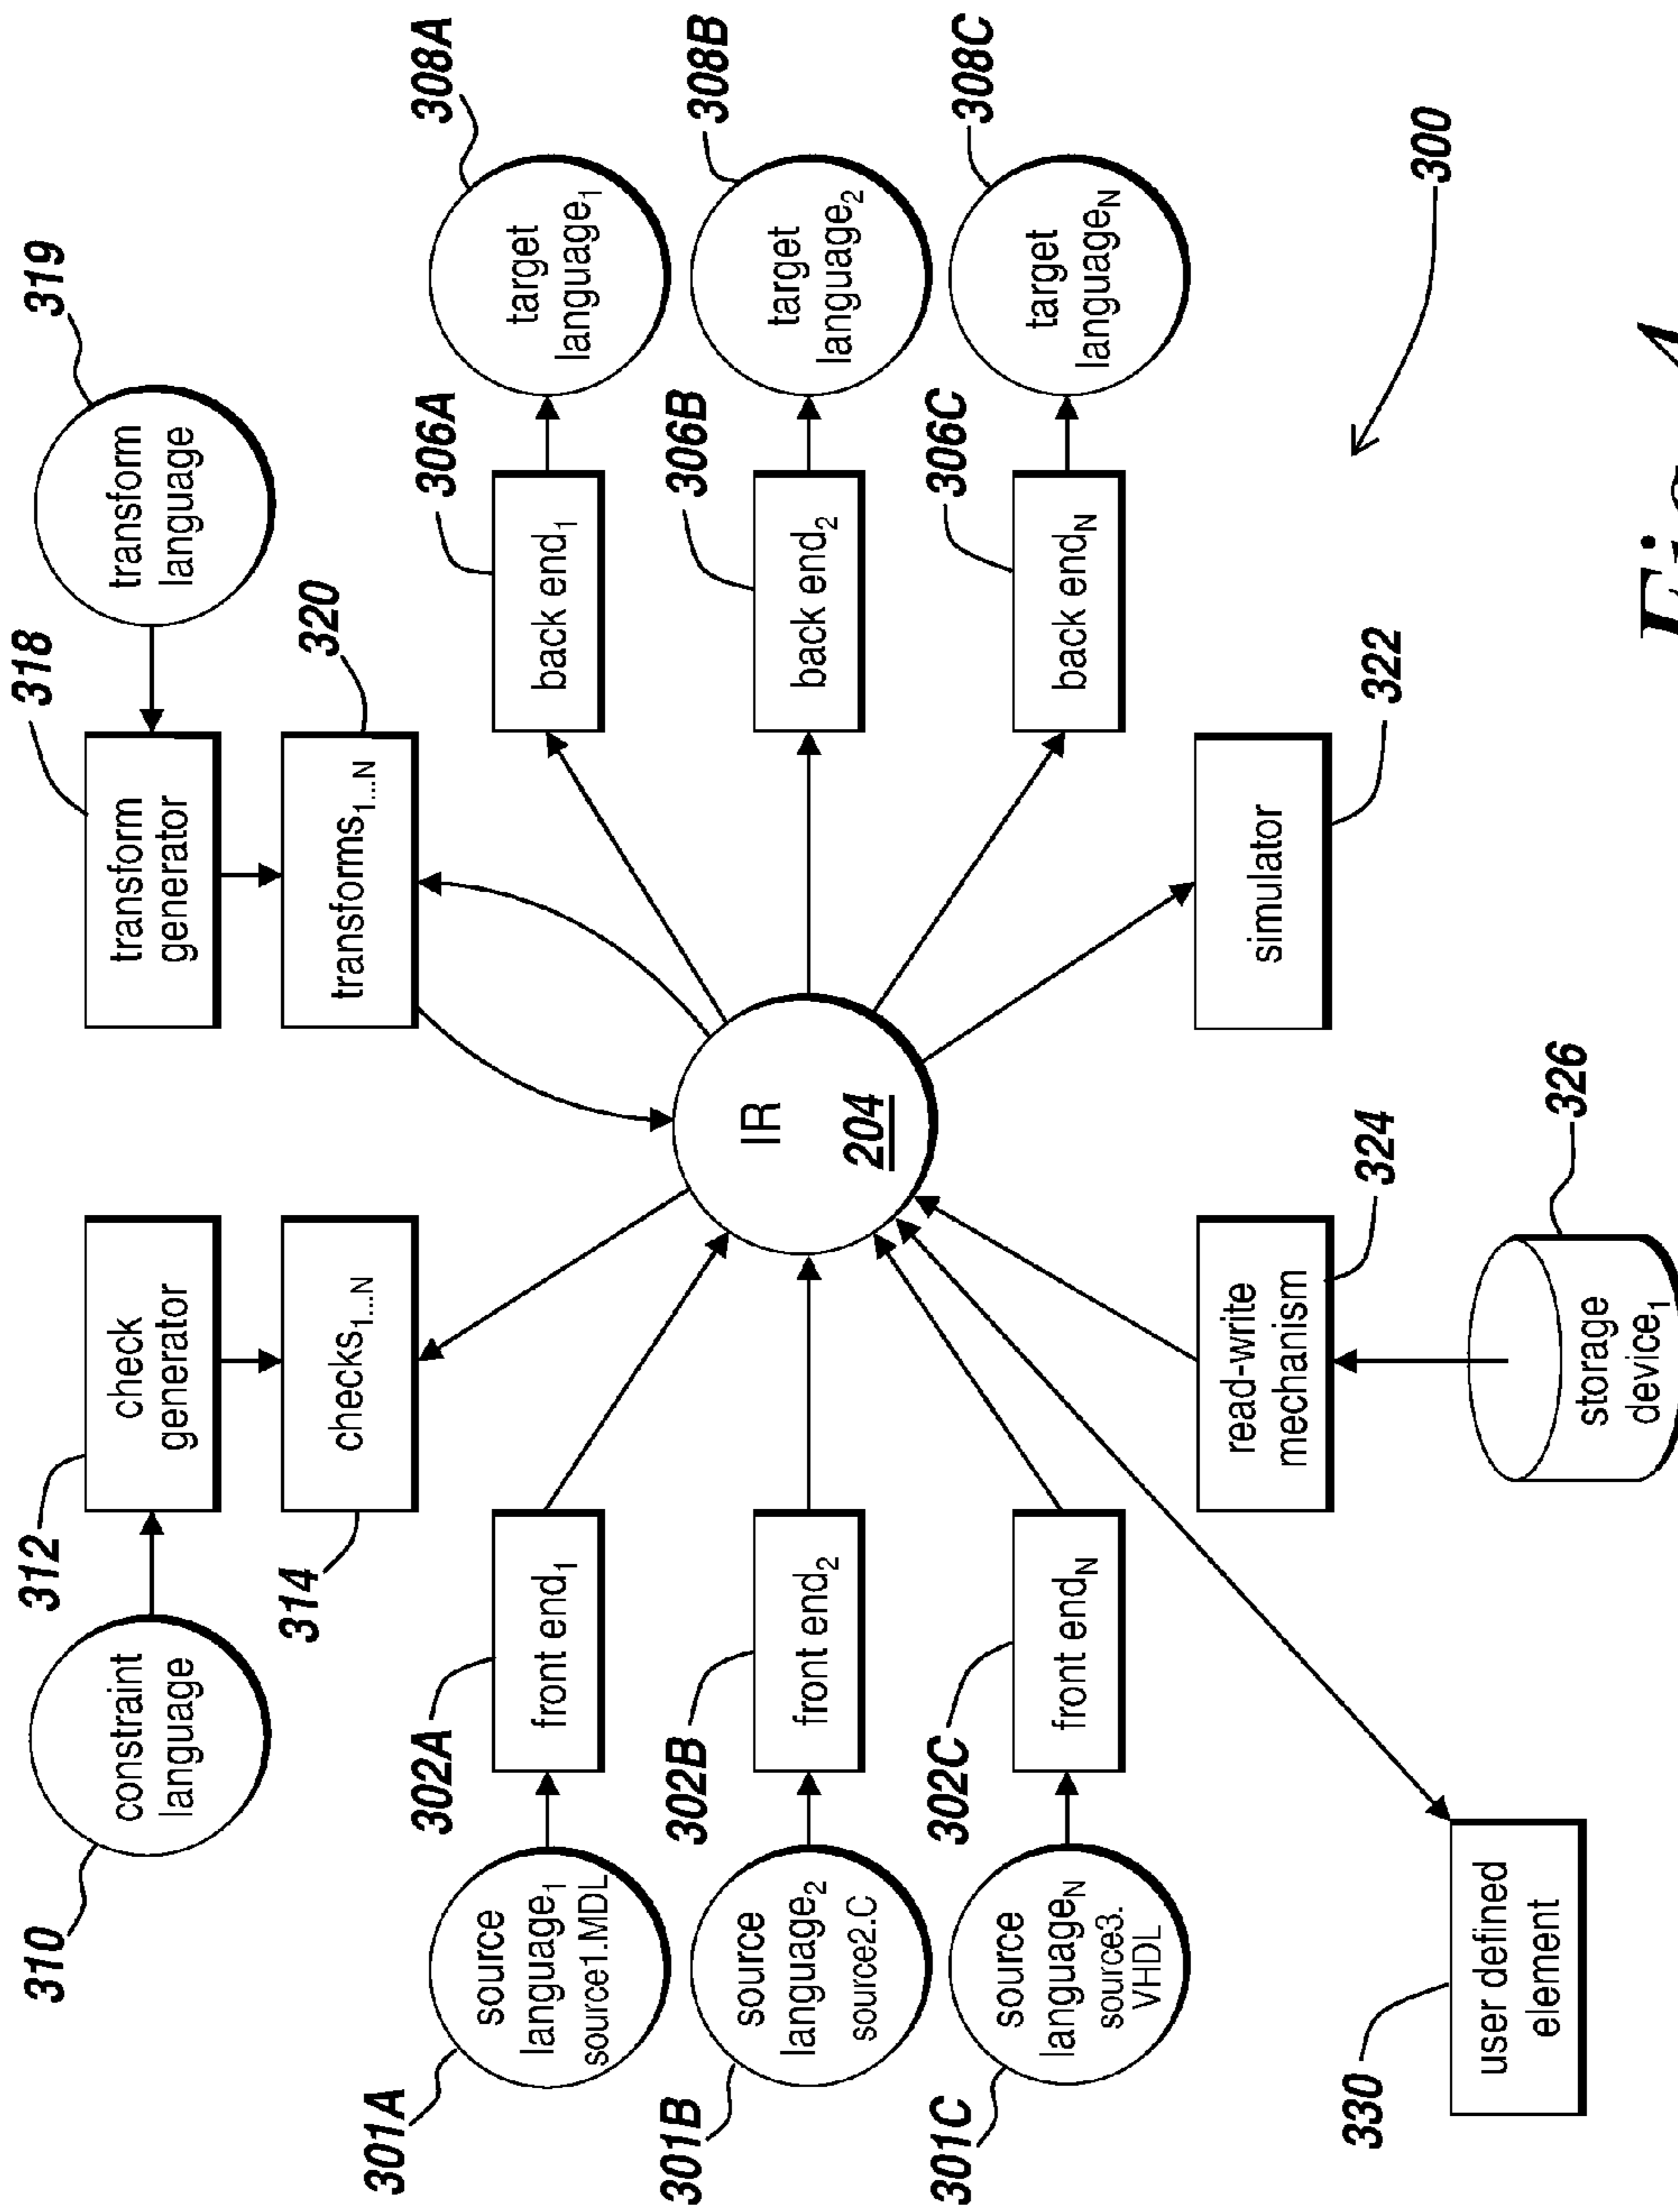 310
constraint
language
312
check
generator
314
checks1...N
318
transform
generator
319
transform
language
320
transforms1...N
301A
source
language1
source1.MDL
302A
front end1
306A
back end1
308A
target
language1
301B
source
language2
source2.C
302B
front end2
IR
204
306B
back end2
308B
target
language2
301C
source
languageN
source3.
VHDL
302C
front endN
306C
back endN
308C
target
languageN
330
user defined
element
read-write
mechanism
324
storage
device1
326
simulator
322
300